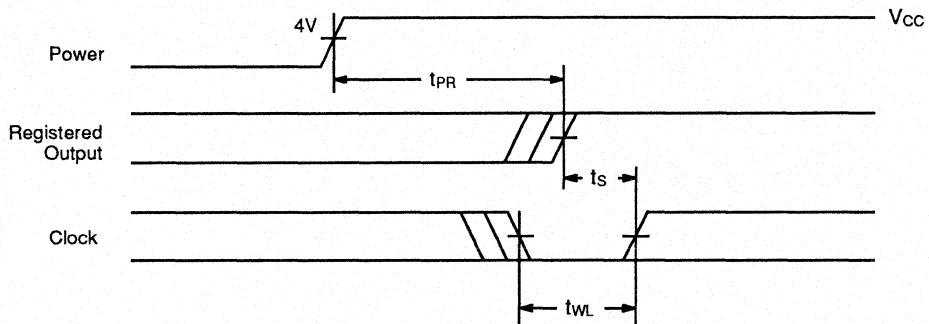 4V
VCC
Power
tPR
Registered
Output
tS
Clock
tWL